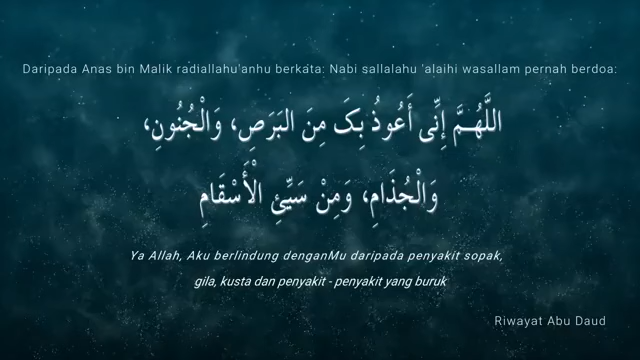 Daripada Anas bin Malik radiallahu'anhu berkata: Nabi sallalahu 'alaihi wasallam pernah berdoa:
اللَّهُمَّ إِنِّى أَعُوذُ بِكَ مِنَ البَرَصِ، وَالْجُنُونِ،
وَالْجُذَامِ، وَمِنْ سَيِّئِ الْأَسْقَامِ
Ya Allah, Aku berlindung denganMu daripada penyakit sopak,
gila, kusta dan penyakit - penyakit yang buruk
Riwayat Abu Daud